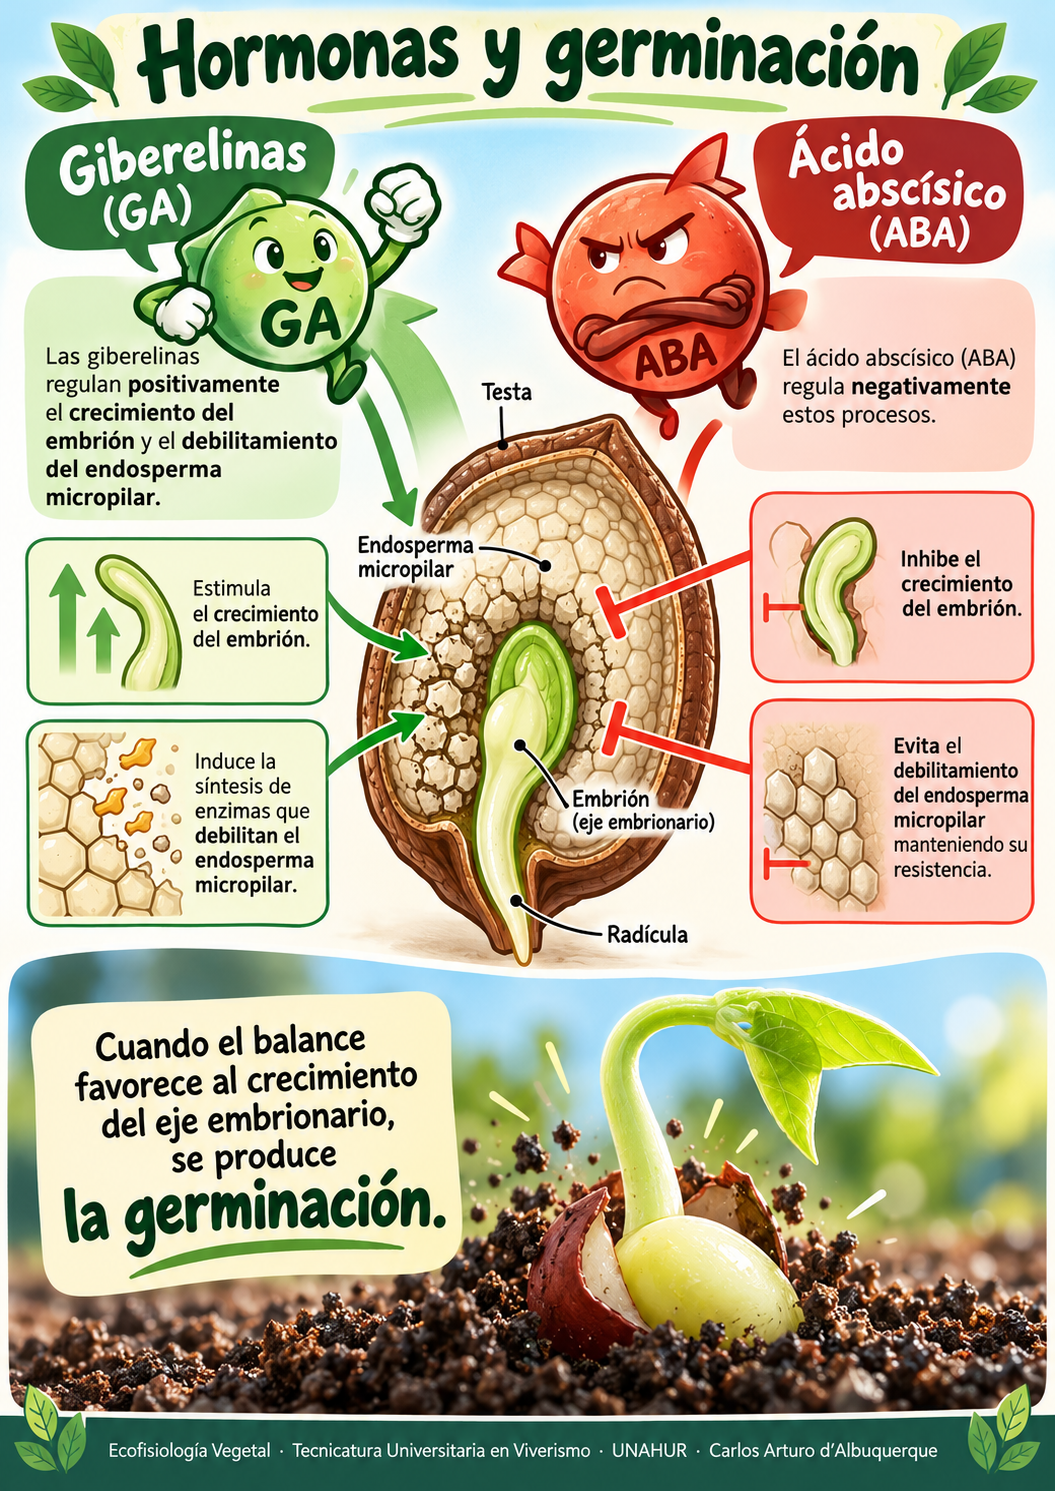 Hormonas y germinación
Giberelinas
(GA)
GA
Las giberelinas
regulan positivamente
el crecimiento del
embrión y el debilitamiento
del endosperma
micropilar.
Ácido
abscísico
(ABA)
ABA
El ácido abscísico (ABA)
regula negativamente
estos procesos.
Testa
Endosperma
micropilar
Embrión
(eje embrionario)
Radícula
Estimula
el crecimiento
del embrión.
Induce la
síntesis de
enzimas que
debilitan el
endosperma
micropilar.
Inhibe el
crecimiento
del embrión.
Evita el
debilitamiento
del endosperma
micropilar
manteniendo su
resistencia.
Cuando el balance
favorece al crecimiento
del eje embrionario,
se produce
la germinación.
Ecofisiología Vegetal · Tecnicatura Universitaria en Viverismo · UNAHUR · Carlos Arturo d’Albuquerque